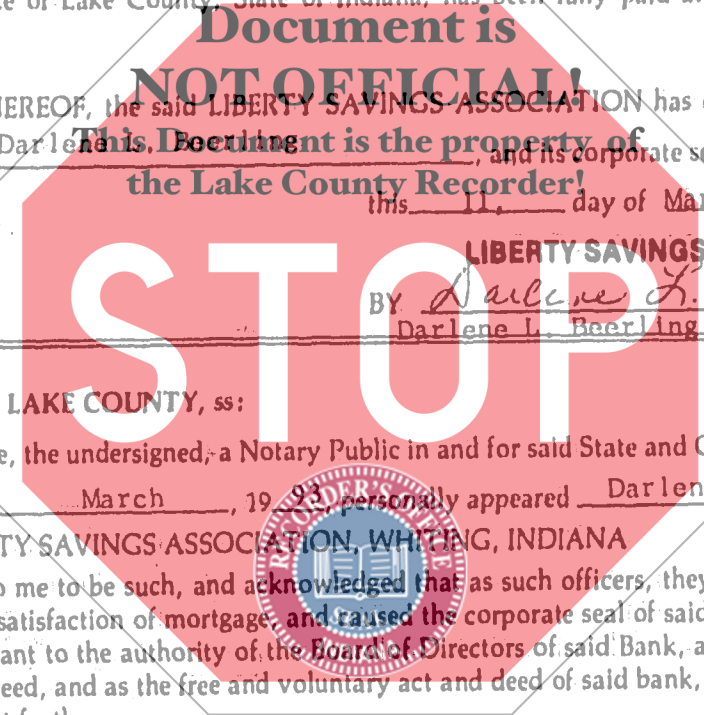 te of Lake County, State of Indiana, has been fully paid a
Document is
NOT OFFICIAL!
HEREOF, the said LIBERTY SAVINGS ASSOCIATION has
Darlene L. Beerling
This Document is the property of
, and its corporate se
the Lake County Recorder!
this 11, day of Mar
LIBERTY SAVINGS
STOP
BY Darlene L.
Darlene L. Beerling
LAKE COUNTY, ss:
e, the undersigned, a Notary Public in and for said State and C
March , 19 93, personally appeared Darlen
TY SAVINGS ASSOCIATION, WHITING, INDIANA
RECORDER'S OFFICE
o me to be such, and acknowledged that as such officers, they
satisfaction of mortgage, and caused the corporate seal of said
ant to the authority of the Board of Directors of said Bank, a
eed, and as the free and voluntary act and deed of said bank,